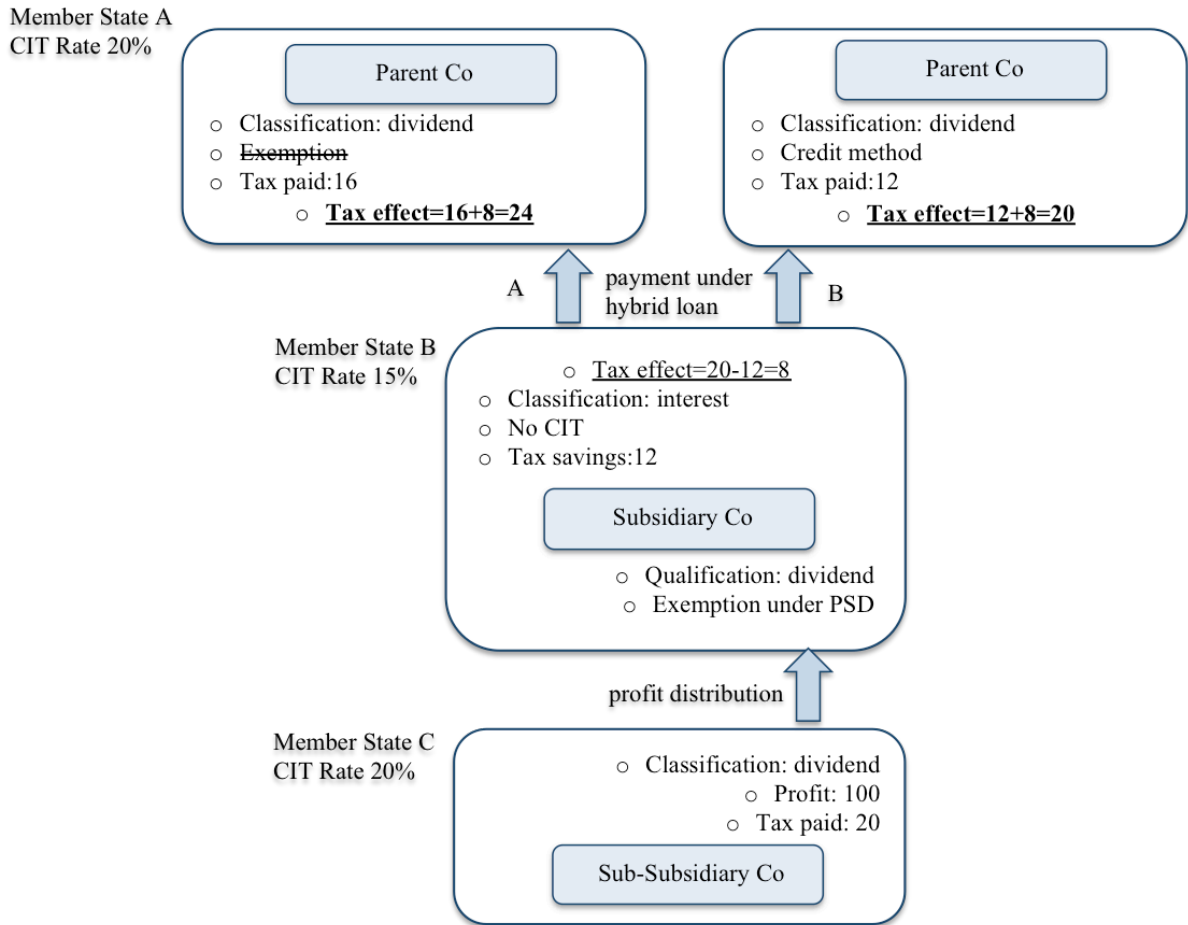 Member State A
CIT Rate 20%
Parent Co
○ Classification: dividend
○ Exemption
○ Tax paid:16
○ Tax effect=16+8=24
Parent Co
○ Classification: dividend
○ Credit method
○ Tax paid:12
○ Tax effect=12+8=20
A
payment under
hybrid loan
B
Member State B
CIT Rate 15%
○ Tax effect=20-12=8
○ Classification: interest
○ No CIT
○ Tax savings:12
Subsidiary Co
○ Qualification: dividend
○ Exemption under PSD
profit distribution
Member State C
CIT Rate 20%
○ Classification: dividend
○ Profit: 100
○ Tax paid: 20
Sub-Subsidiary Co